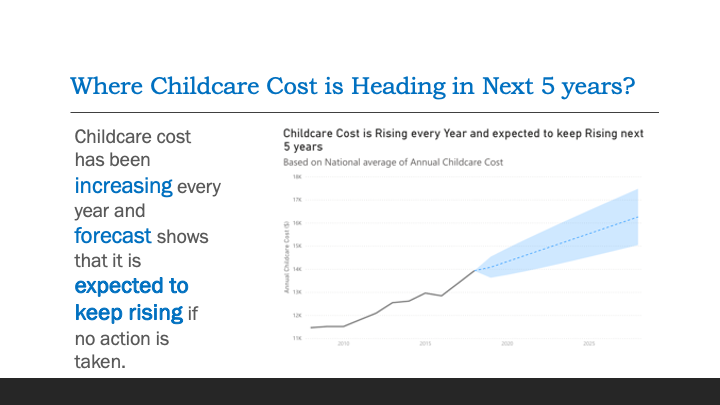 Where Childcare Cost is Heading in Next 5 years?
Childcare cost
has been
increasing every
year and
forecast shows
that it is
expected to
keep rising if
no action is
taken.
Childcare Cost is Rising every Year and expected to keep Rising next
5 years
Based on National average of Annual Childcare Cost
Annual Childcare Cost ($)
18K
17K
16K
15K
14K
13K
12K
11K
2010
2015
2020
2025